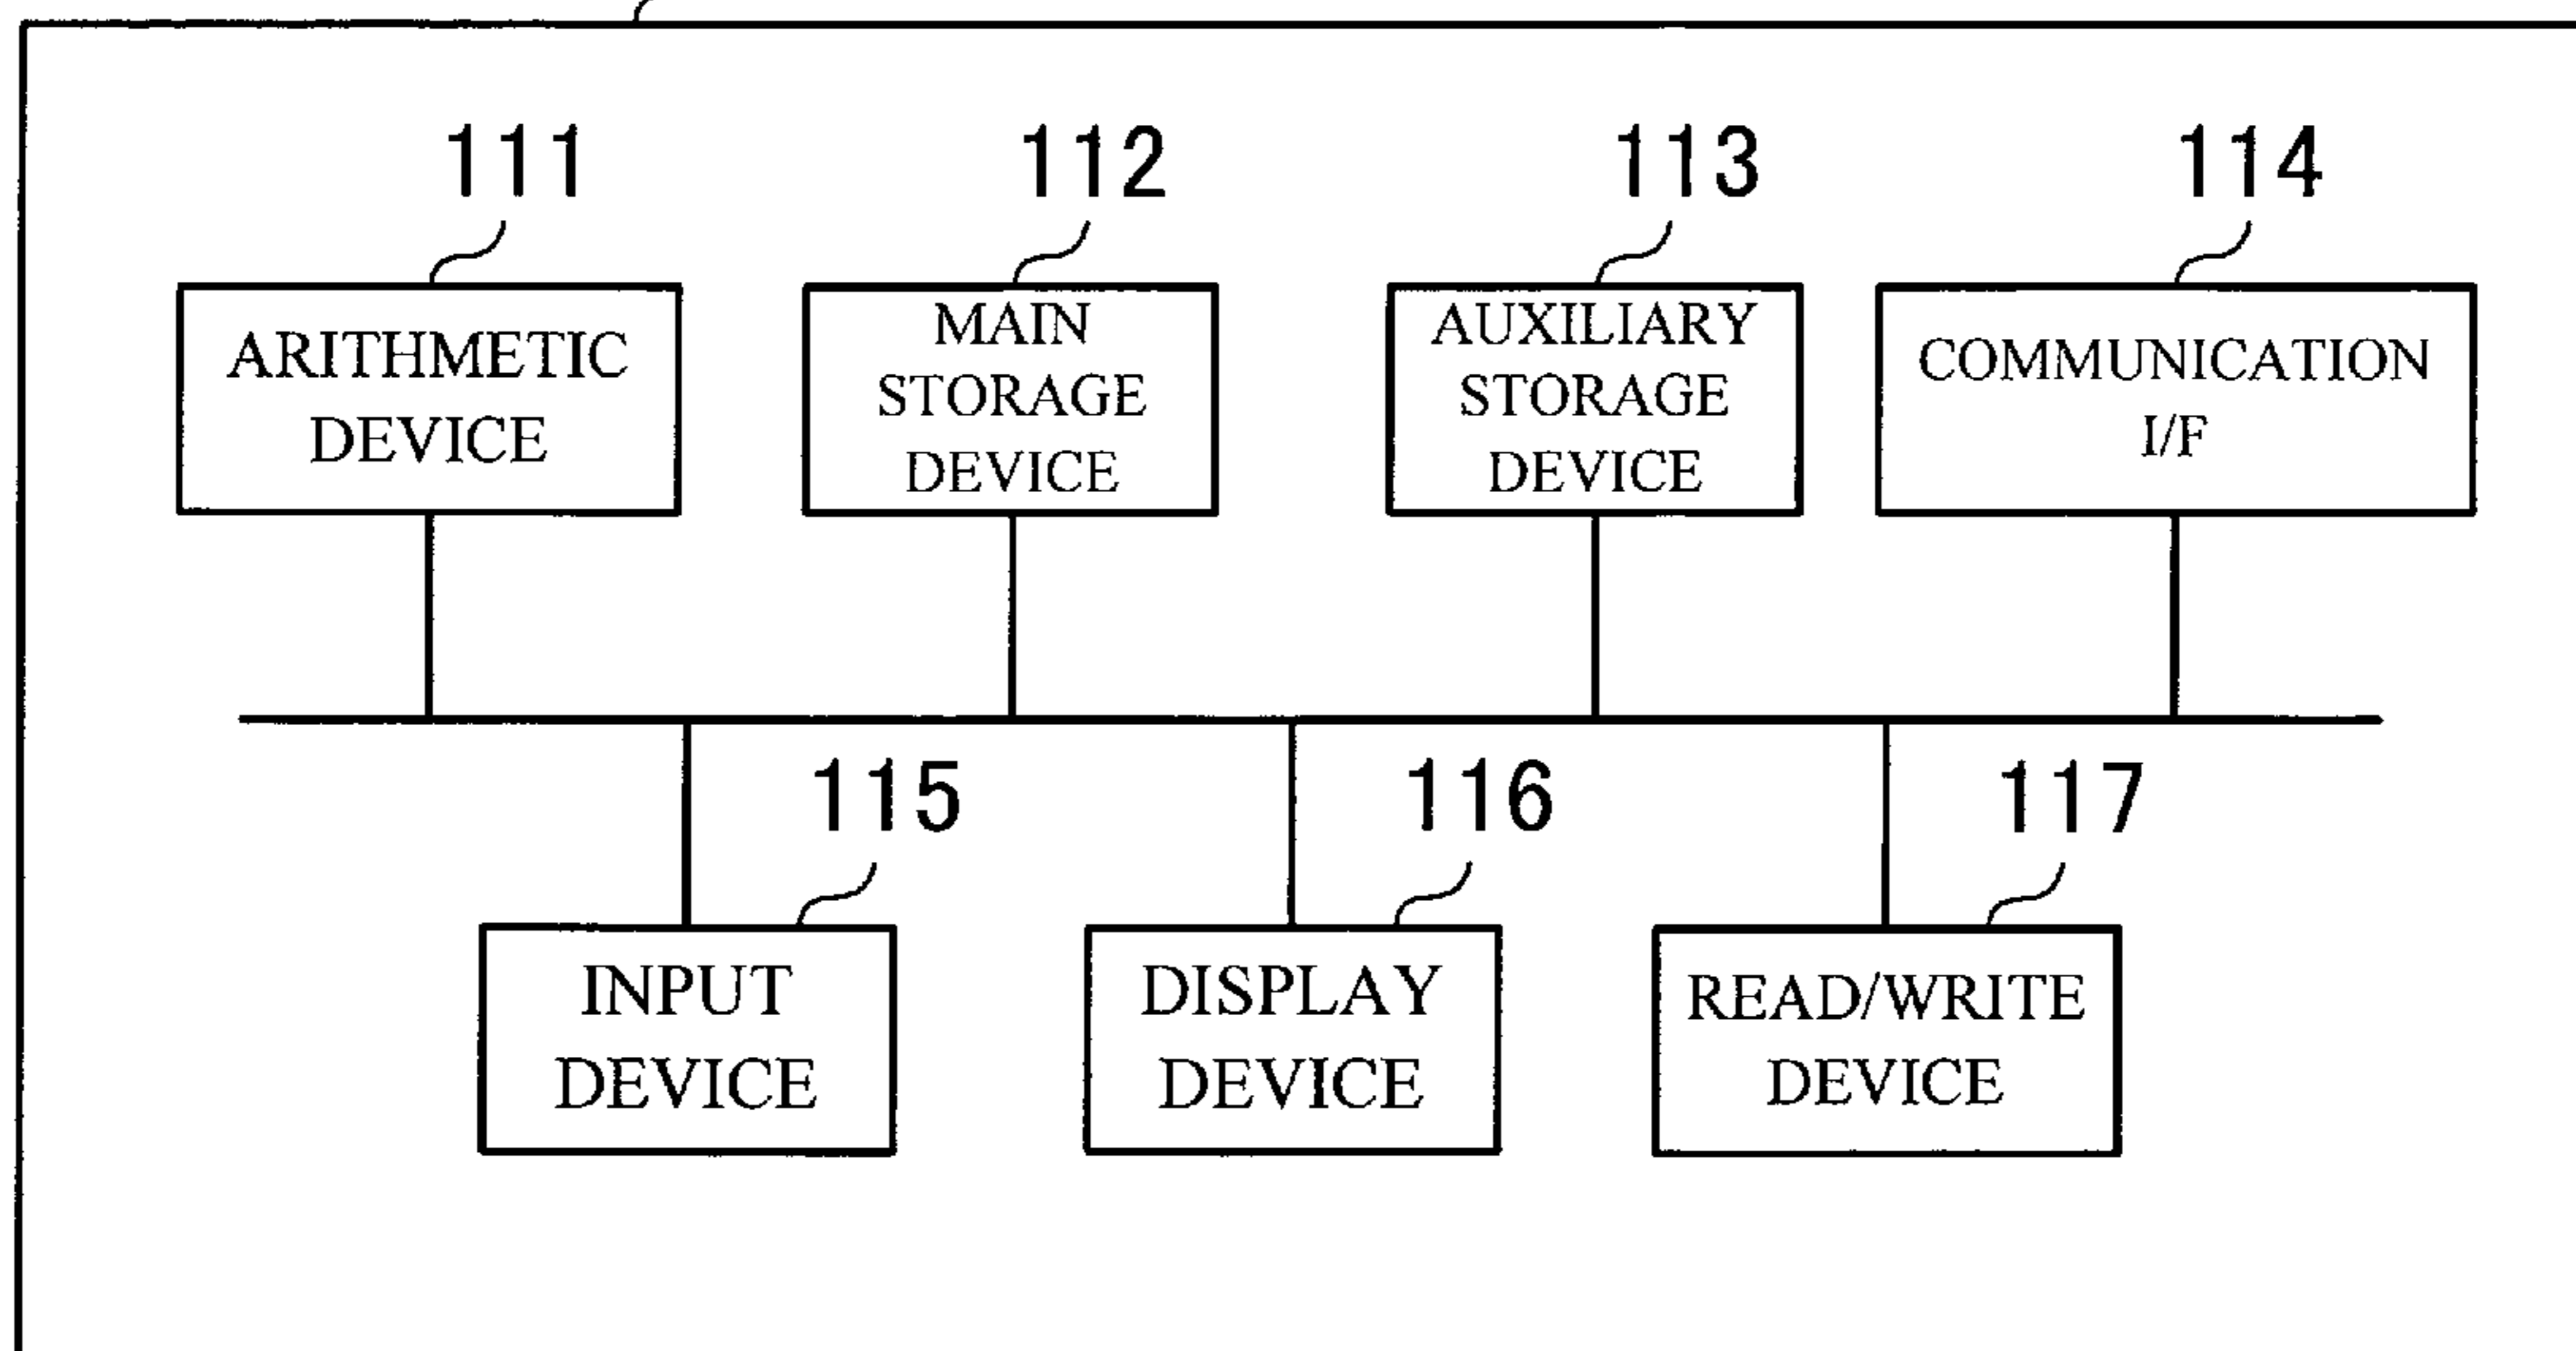 111
112
113
114
ARITHMETIC
DEVICE
MAIN
STORAGE
DEVICE
AUXILIARY
STORAGE
DEVICE
COMMUNICATION
I/F
115
116
117
INPUT
DEVICE
DISPLAY
DEVICE
READ/WRITE
DEVICE